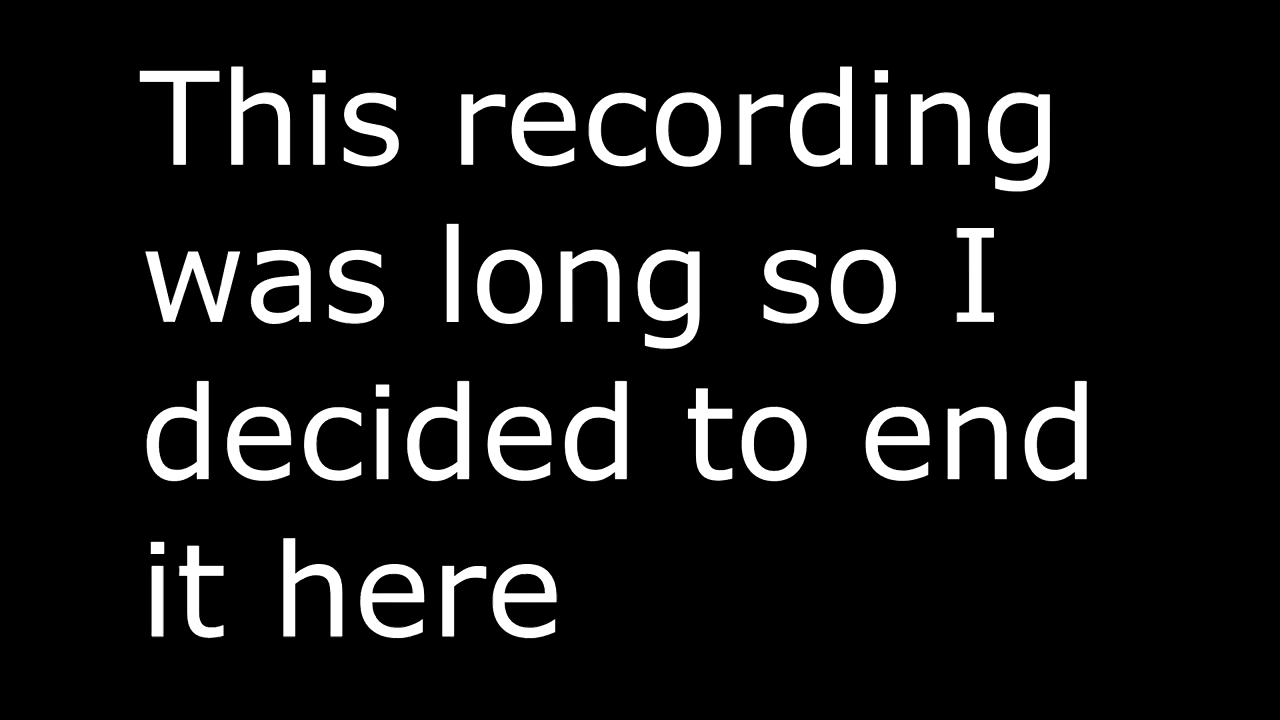 This recording
was long so I
decided to end
it here